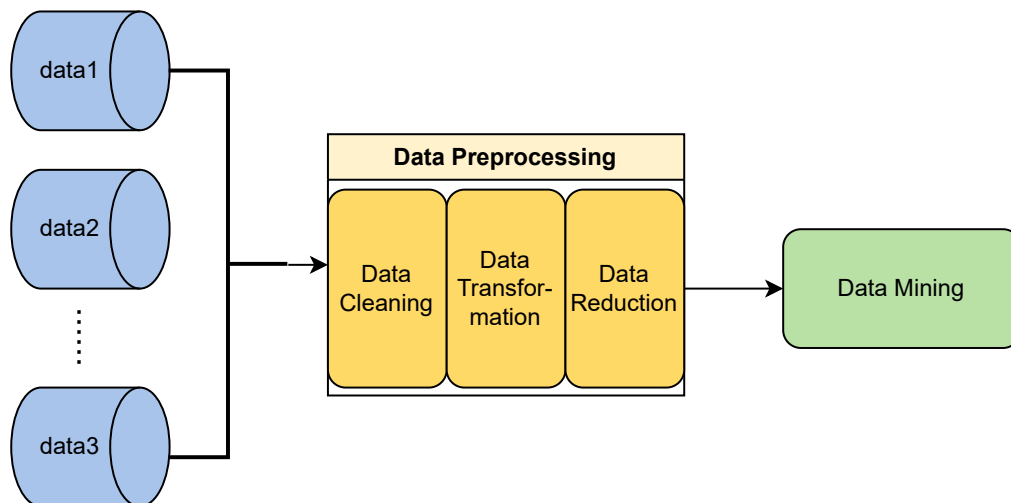 data1
data2
data3
Data Preprocessing
Data
Cleaning
Data
Transfor-
mation
Data
Reduction
Data Mining